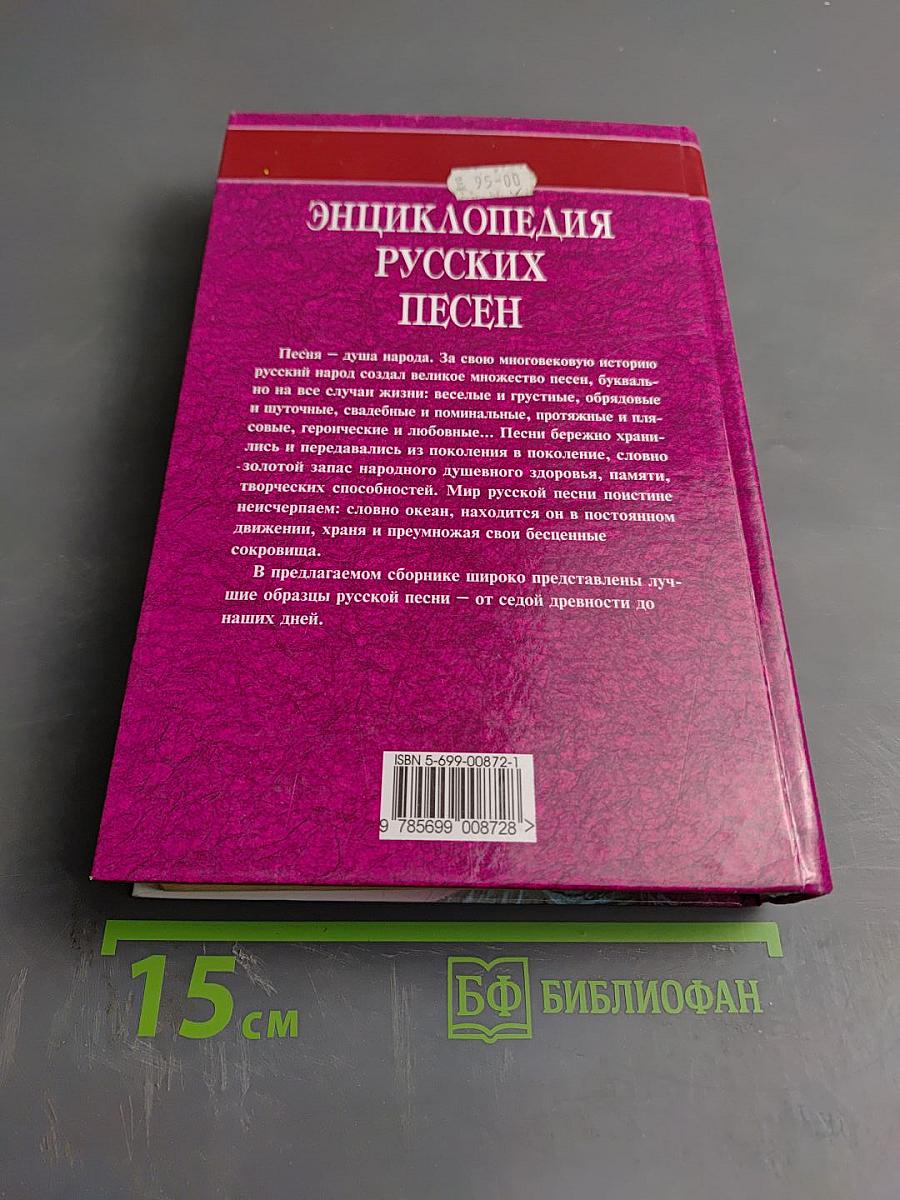 95-00
ЭНЦИКЛОПЕДИЯ
РУССКИХ
ПЕСЕН
Песня – душа народа. За свою многовековую историю
русский народ создал великое множество песен, букваль-
но на все случаи жизни: веселые и грустные, обрядовые
и шуточные, свадебные и поминальные, протяжные и пля-
совые, героические и любовные... Песни бережно храни-
лись и передавались из поколения в поколение, словно
золотой запас народного душевного здоровья, памяти,
творческих способностей. Мир русской песни поистине
неисчерпаем: словно океан, находится он в постоянном
движении, храня и преумножая свои бесценные
сокровища.
В предлагаемом сборнике широко представлены луч-
шие образцы русской песни – от седой древности до
наших дней.
ISBN 5-699-00872-1
9 785699 008728 >
15 см
БФ БИБЛИОФАН